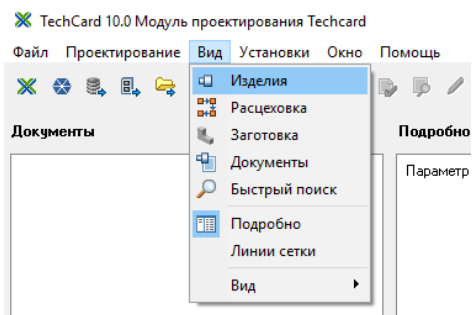 TechCard 10.0 Модуль проектирования Techcard
Файл Проектирование Вид Установки Окно Помощь
Документы
Изделия
Расцеховка
Заготовка
Документы
Быстрый поиск
Подробно
Линии сетки
Вид
Подробно
Параметр